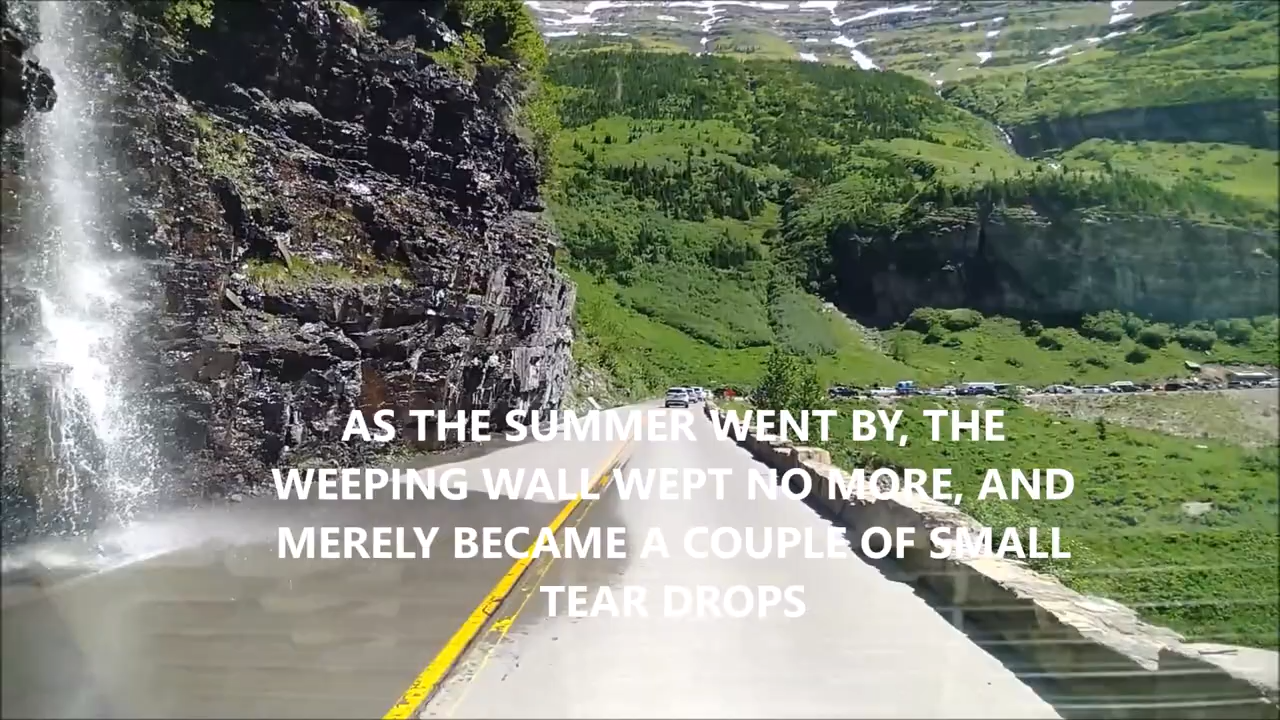 AS THE SUMMER WENT BY, THE
WEEPING WALL WEPT NO MORE, AND
MERELY BECAME A COUPLE OF SMALL
TEAR DROPS